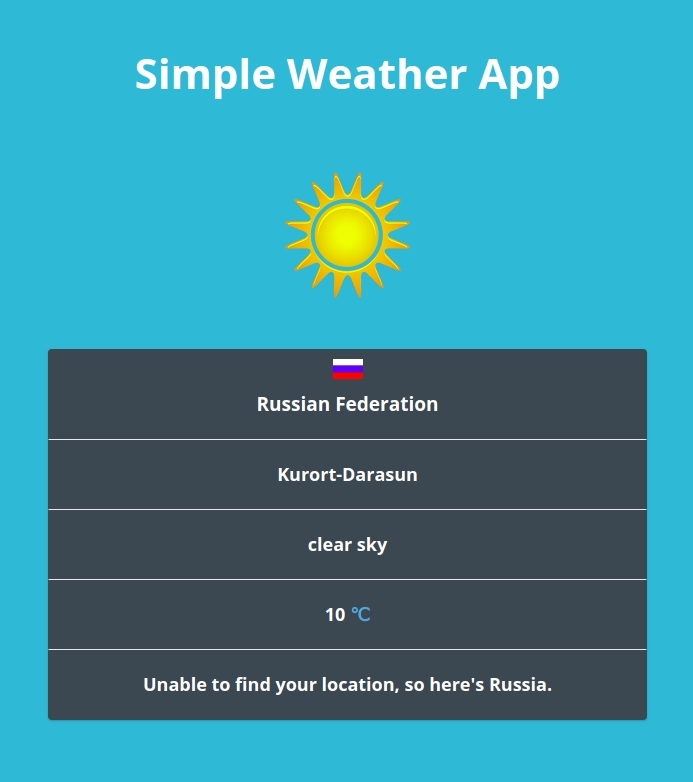 Simple Weather App
Russian Federation
Kurort-Darasun
clear sky
10 ℃
Unable to find your location, so here's Russia.